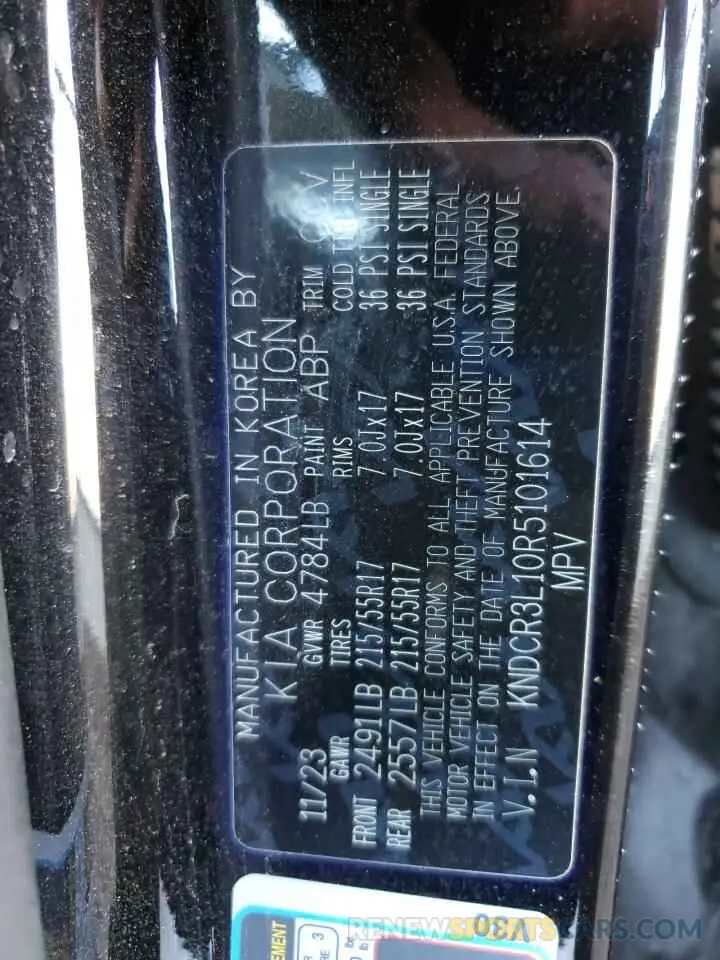 MANUFACTURED IN KOREA BY
KIA CORPORATION
11/23 GVWR 4784LB PAINT ABP TRIM V
GAWR TIRES RIMS COLD INFL
FRONT 2491LB 215/55R17 7.0Jx17 36 PSI SINGLE
REAR 2557LB 215/55R17 7.0Jx17 36 PSI SINGLE
THIS VEHICLE CONFORMS TO ALL APPLICABLE U.S.A. FEDERAL
MOTOR VEHICLE SAFETY AND THEFT PREVENTION STANDARDS
IN EFFECT ON THE DATE OF MANUFACTURE SHOWN ABOVE.
V.I.N KNDCR3L10R5101614
MPV
3
RENEWSPORTSCARS.COM